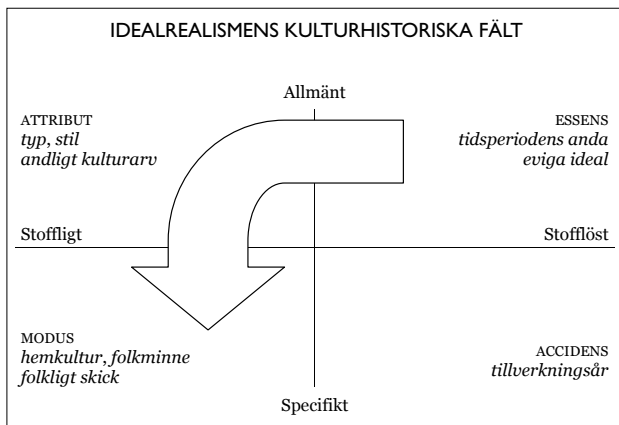 IDEALREALISMENS KULTURHISTORISKA FÄLT
Allmänt
ATTRIBUT
typ, stil
andligt kulturarv
ESSENS
tidsperiodens anda
eviga ideal
Stoffligt
Stofflöst
MODUS
hemkultur, folkminne
folkligt skick
ACCIDENS
tillverkningsår
Specifikt